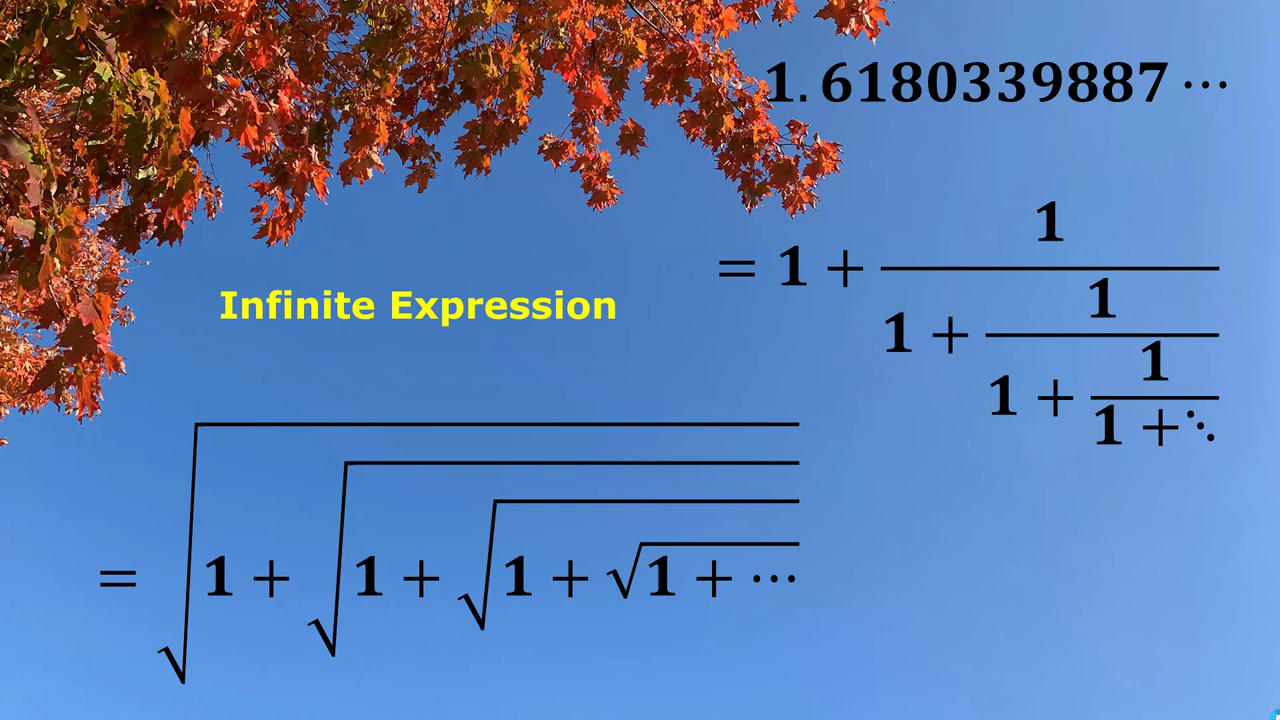 1.6180339887⋯
= 1 + 1
1 + 1
1 + 1
1 + ⋱
Infinite Expression
= √1 + √1 + √1 + √1 + ⋯